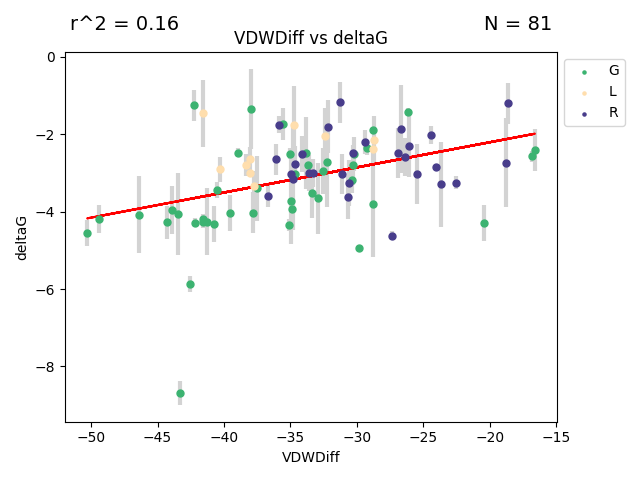 r^2 = 0.16
N = 81
VDWDiff vs deltaG
0
−2
−4
−6
−8
deltaG
−50
−45
−40
−35
−30
−25
−20
−15
VDWDiff
G
L
R